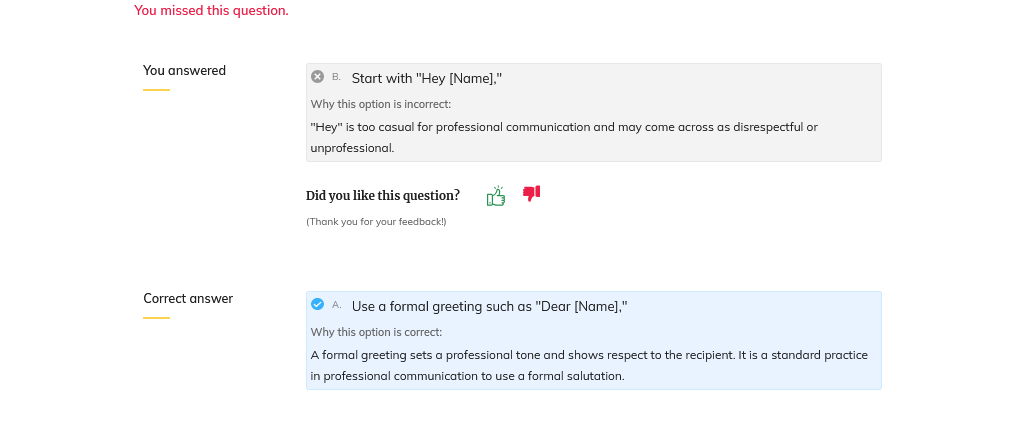 You missed this question.
You answered
B. Start with "Hey [Name],"
Why this option is incorrect:
"Hey" is too casual for professional communication and may come across as disrespectful or
unprofessional.
Did you like this question?
(Thank you for your feedback!)
Correct answer
A. Use a formal greeting such as "Dear [Name],"
Why this option is correct:
A formal greeting sets a professional tone and shows respect to the recipient. It is a standard practice
in professional communication to use a formal salutation.